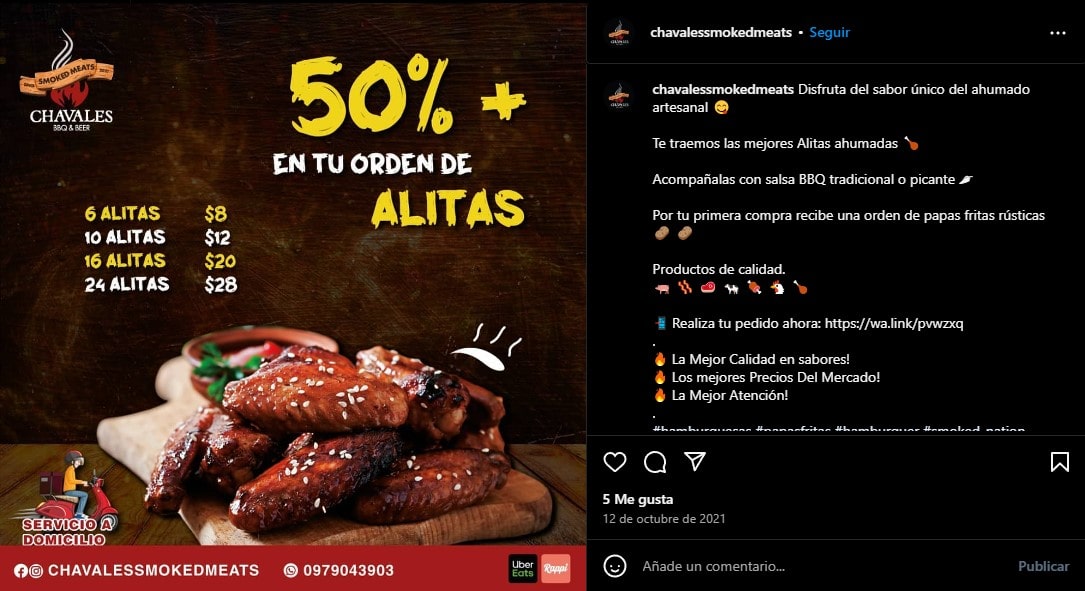 SMOKED MEATS
CHAVALES
BBQ & BEER
50% +
EN TU ORDEN DE
ALITAS
6 ALITAS $8
10 ALITAS $12
16 ALITAS $20
24 ALITAS $28
SERVICIO A
DOMICILIO
CHAVALESSMOKEDMEATS 0979043903
Uber
Eats
Rappi
chavalessmokedmeats • Seguir
chavalessmokedmeats Disfruta del sabor único del ahumado
artesanal 😋
Te traemos las mejores Alitas ahumadas 🍗
Acompáñalas con salsa BBQ tradicional o picante 🌶
Por tu primera compra recibe una orden de papas fritas rústicas
🥔 🥔
Productos de calidad.
🐖 🥓 🥩 🐄 🍖 🐔 🍗
📲 Realiza tu pedido ahora: https://wa.link/pvwzxq
.
🔥 La Mejor Calidad en sabores!
🔥 Los mejores Precios Del Mercado!
🔥 La Mejor Atención!
.
#hamburguesas #papasfritas #hamburguer #smoked_nation
5 Me gusta
12 de octubre de 2021
Añade un comentario...
Publicar